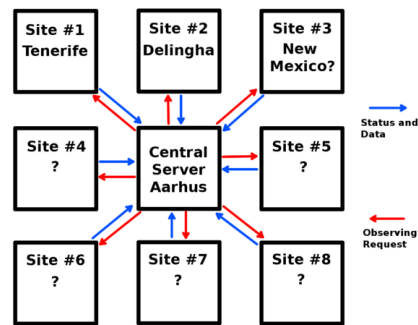 Site #1
Tenerife
Site #2
Delingha
Site #3
New
Mexico?
Status and
Data
Site #4
?
Central
Server
Aarhus
Site #5
?
Observing
Request
Site #6
?
Site #7
?
Site #8
?